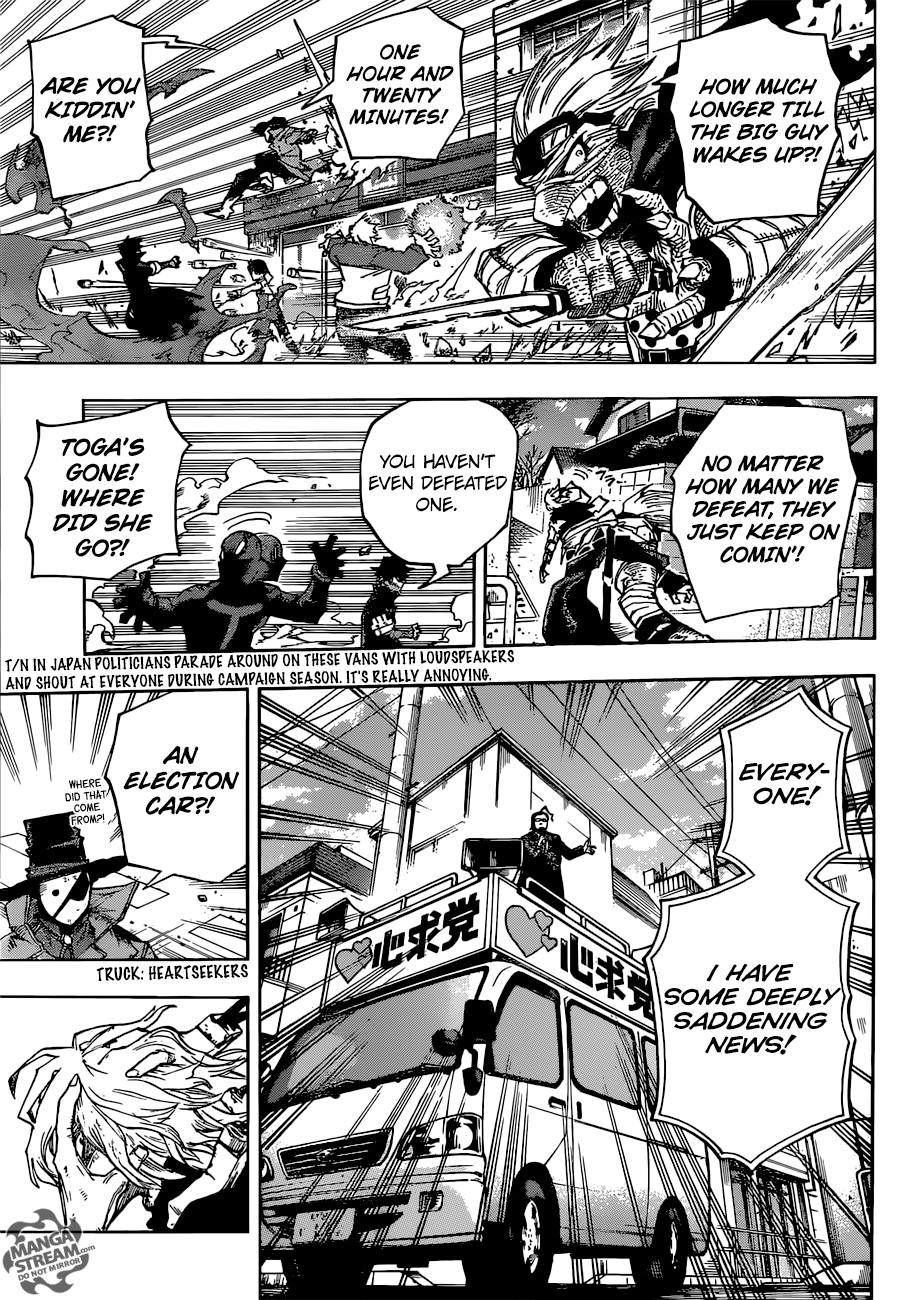 HOW MUCH
LONGER TILL
THE BIG GUY
WAKES UP?!
ONE
HOUR AND
TWENTY
MINUTES!
ARE YOU
KIDDIN'
ME?!
NO MATTER
HOW MANY WE
DEFEAT, THEY
JUST KEEP ON
COMIN'!
YOU HAVEN'T
EVEN DEFEATED
ONE.
TOGA'S
GONE!
WHERE
DID SHE
GO?!
T/N IN JAPAN POLITICIANS PARADE AROUND ON THESE VANS WITH LOUDSPEAKERS
AND SHOUT AT EVERYONE DURING CAMPAIGN SEASON. IT'S REALLY ANNOYING.
EVERY-
ONE!
I HAVE
SOME DEEPLY
SADDENING
NEWS!
心求党
心求党
AN
ELECTION
CAR?!
WHERE
DID THAT
COME
FROM?!
TRUCK: HEARTSEEKERS
MANGA
STREAM.com
DO NOT MIRROR!